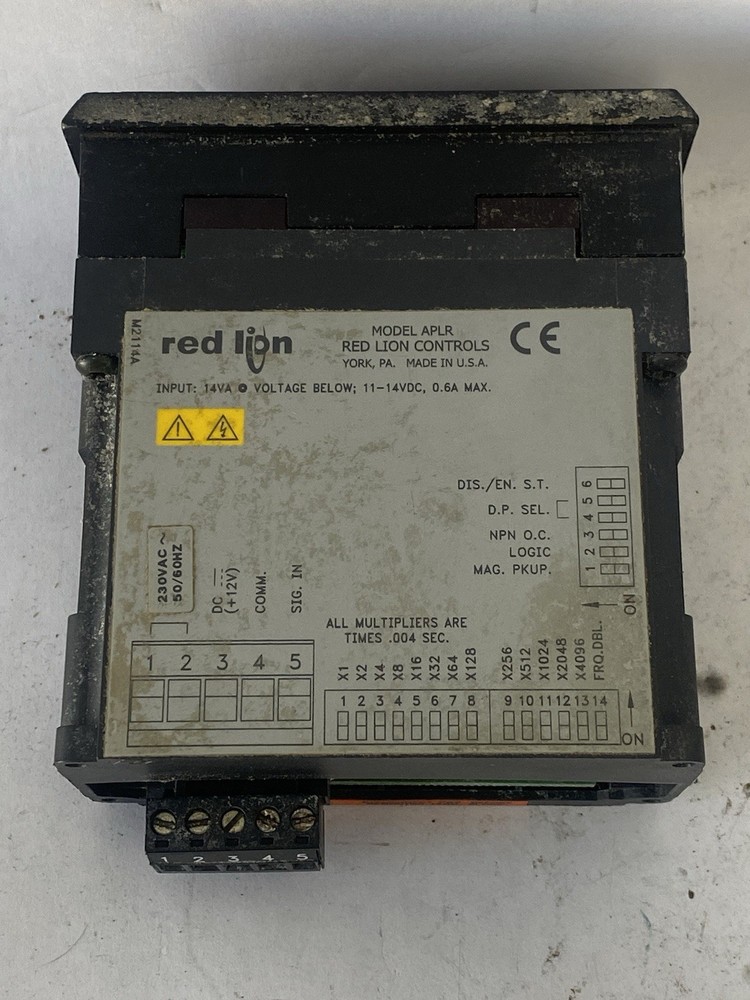 M2114A
red lion
MODEL APLR
RED LION CONTROLS
YORK, PA. MADE IN U.S.A.
CE
INPUT: 14VA @ VOLTAGE BELOW; 11-14VDC, 0.6A MAX.
DIS./EN. S.T.
D.P. SEL.
NPN O.C.
LOGIC
MAG. PKUP.
1 2 3 4 5 6
ON
230VAC ~
50/60HZ
DC
(+12V)
COMM.
SIG. IN
1 2 3 4 5
ALL MULTIPLIERS ARE
TIMES .004 SEC.
X1
X2
X4
X8
X16
X32
X64
X128
X256
X512
X1024
X2048
X4096
FRQ.DBL.
1 2 3 4 5 6 7 8 9 10 11 12 13 14
ON
1 2 3 4 5